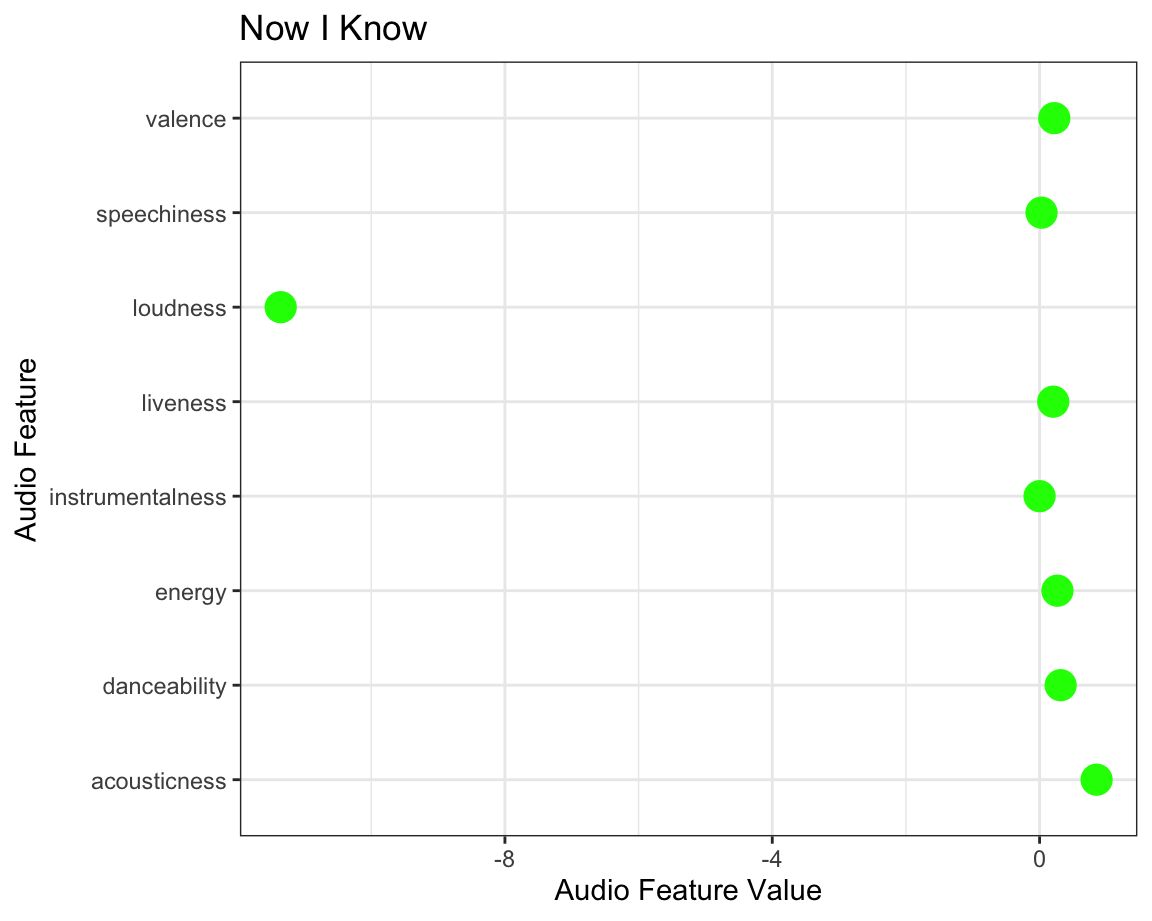 Now I Know
valence
speechiness
loudness
liveness
instrumentalness
energy
danceability
acousticness
Audio Feature
-8
-4
0
Audio Feature Value